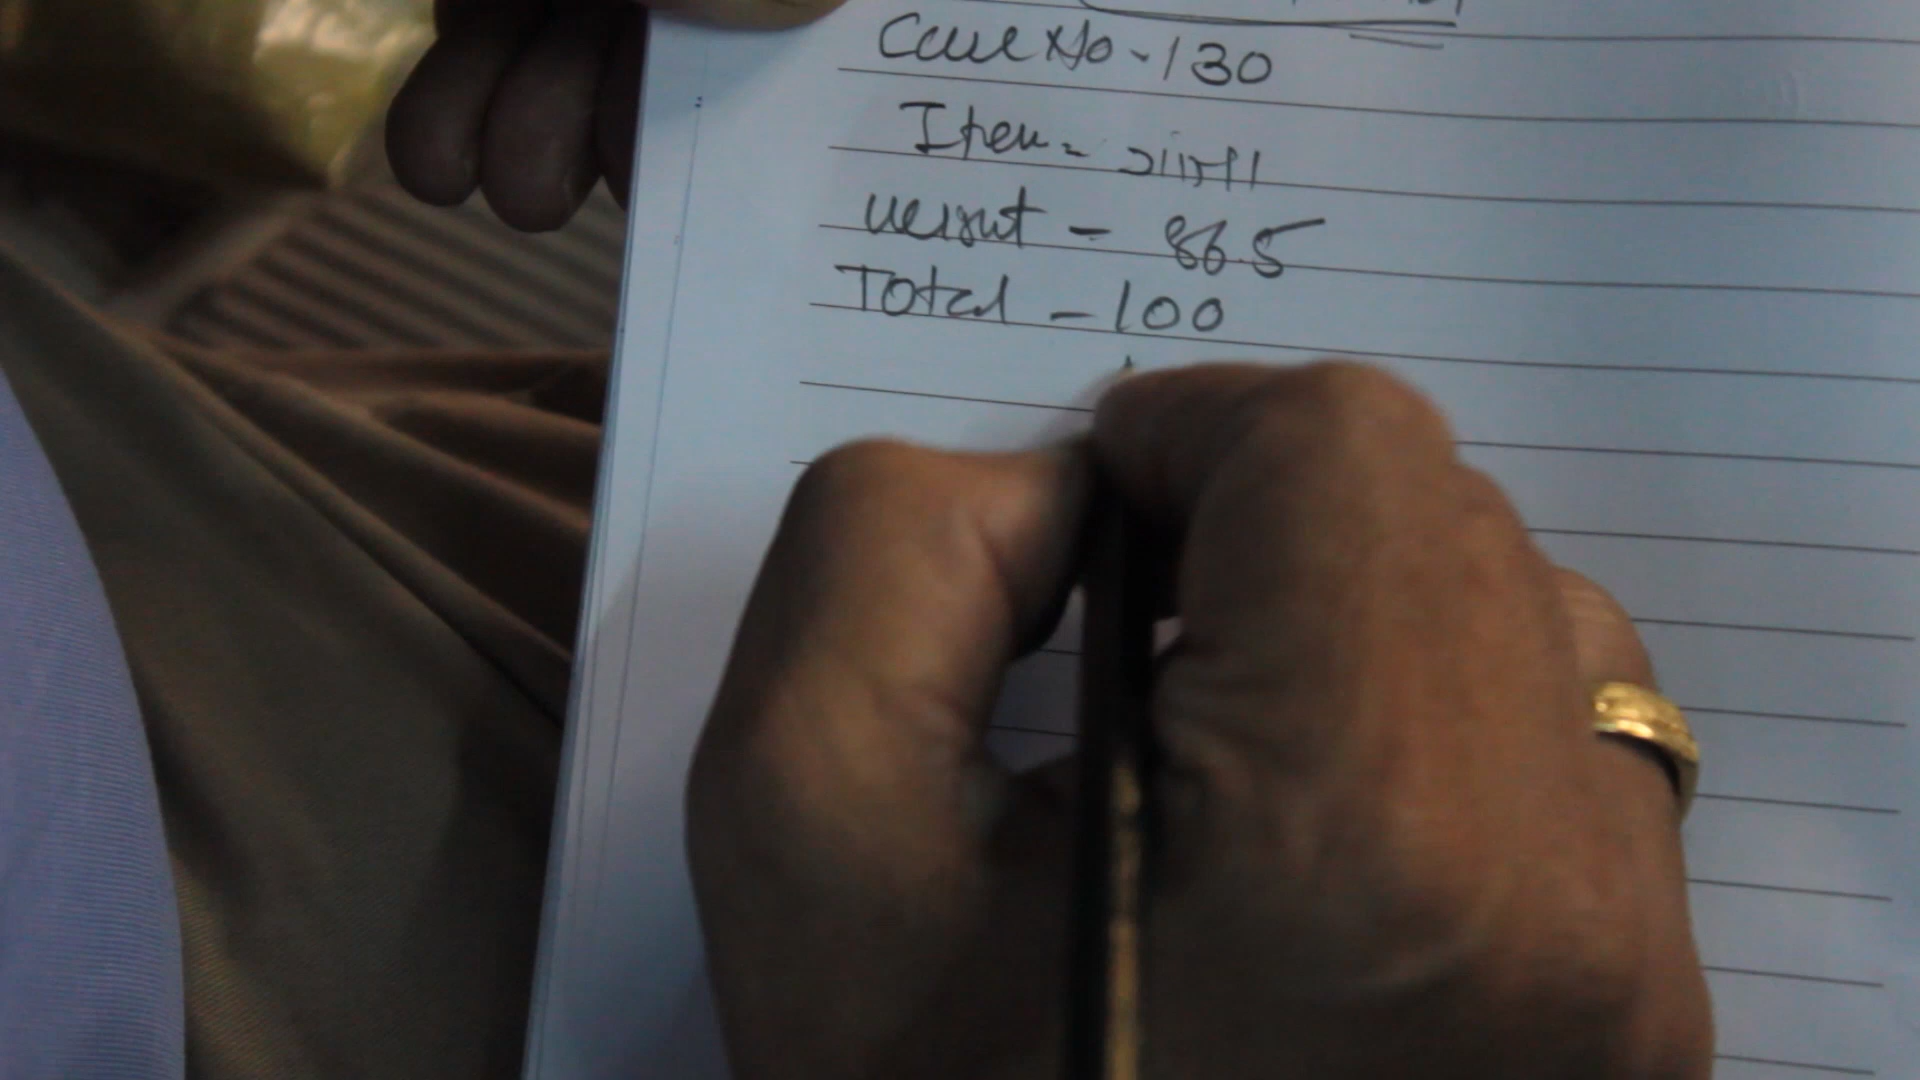 Case No - 130
Item = गांजा
weight - 86.5
Total - 100